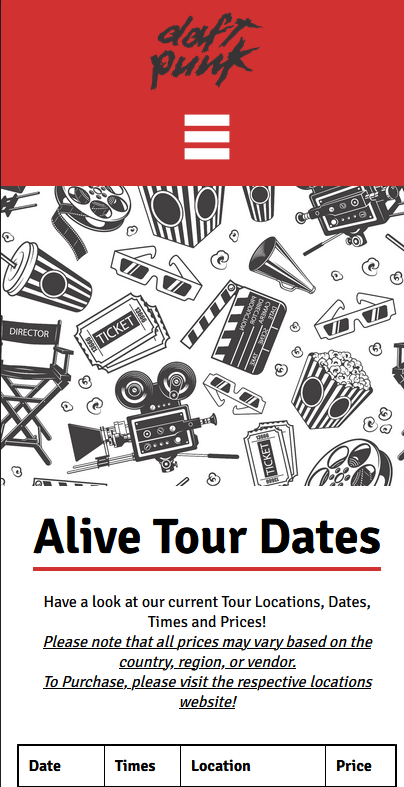 daft
punk
DIRECTOR
TICKET
TICKET
Alive Tour Dates
Have a look at our current Tour Locations, Dates,
Times and Prices!
Please note that all prices may vary based on the
country, region, or vendor.
To Purchase, please visit the respective locations
website!
Date Times Location Price